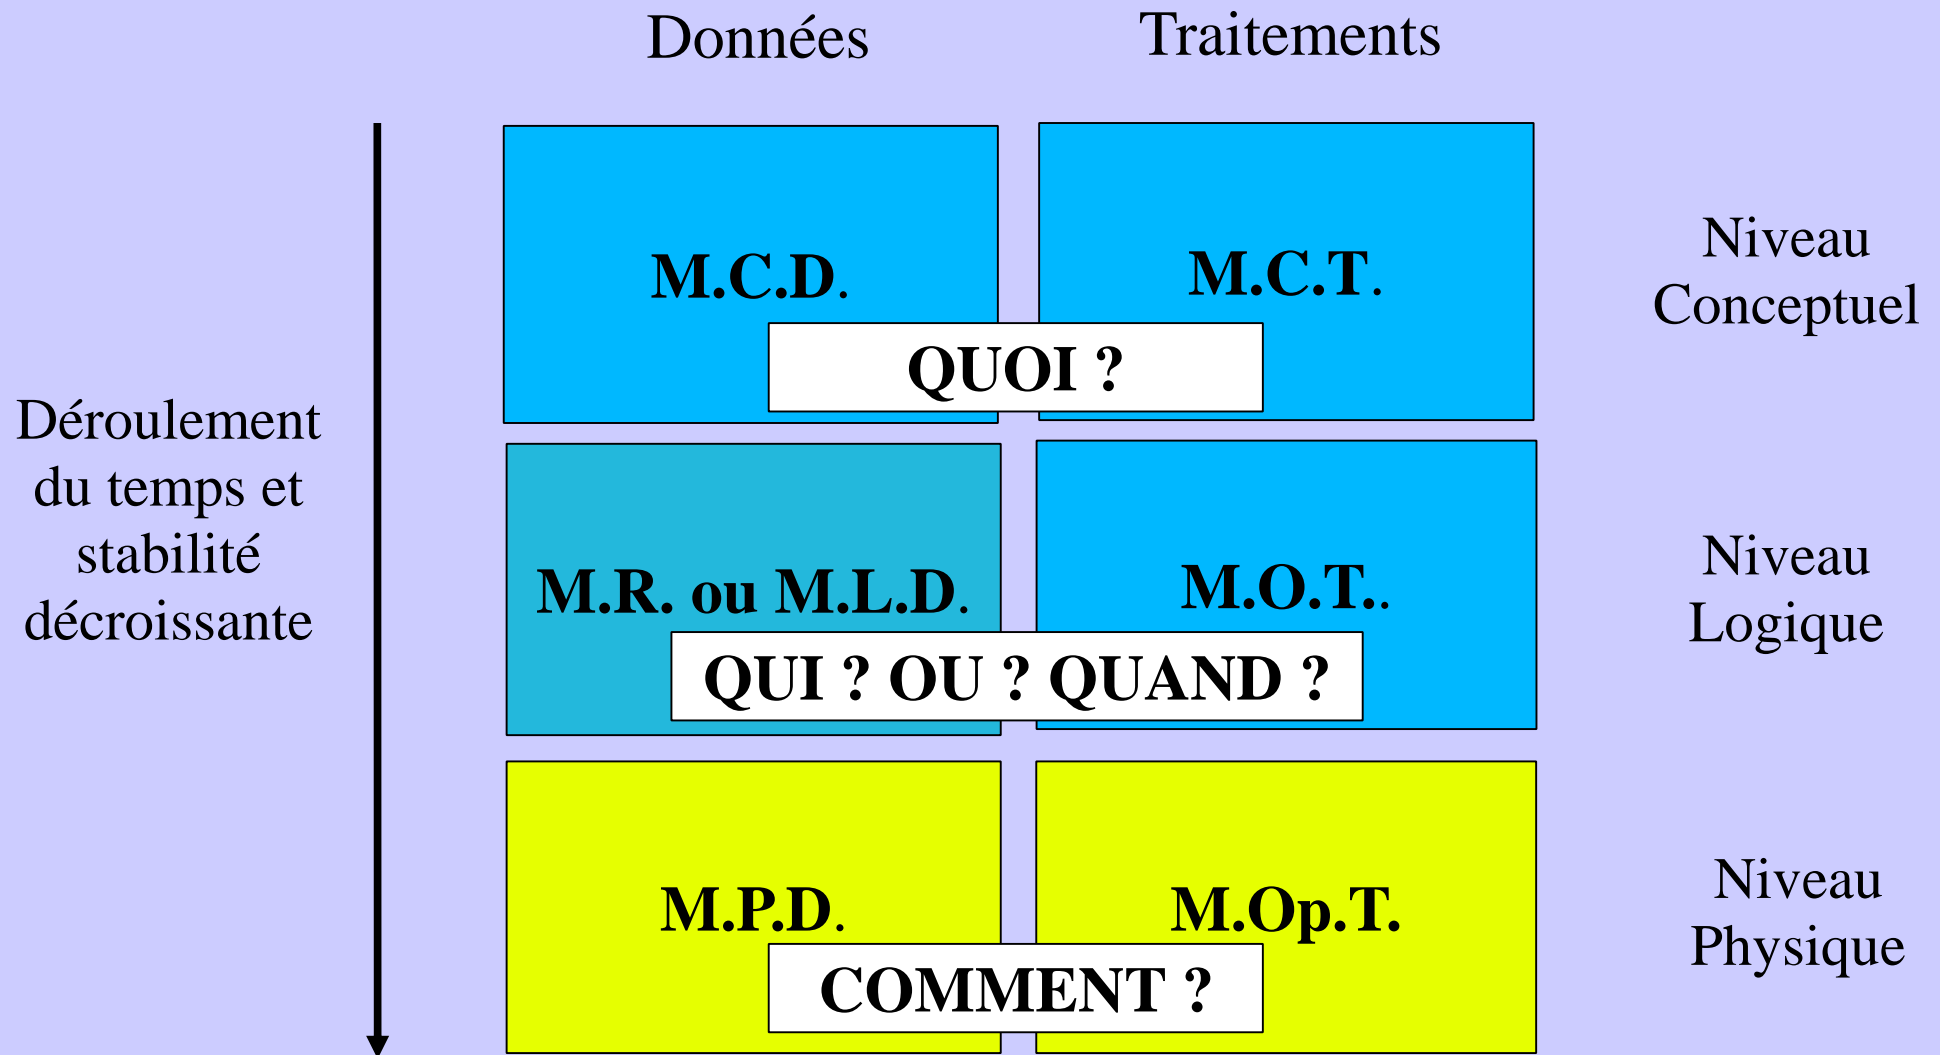 Données
Traitements
M.C.D.
M.C.T.
QUOI ?
Niveau
Conceptuel
Déroulement
du temps et
stabilité
décroissante
M.R. ou M.L.D.
M.O.T..
QUI ? OU ? QUAND ?
Niveau
Logique
M.P.D.
M.Op.T.
COMMENT ?
Niveau
Physique